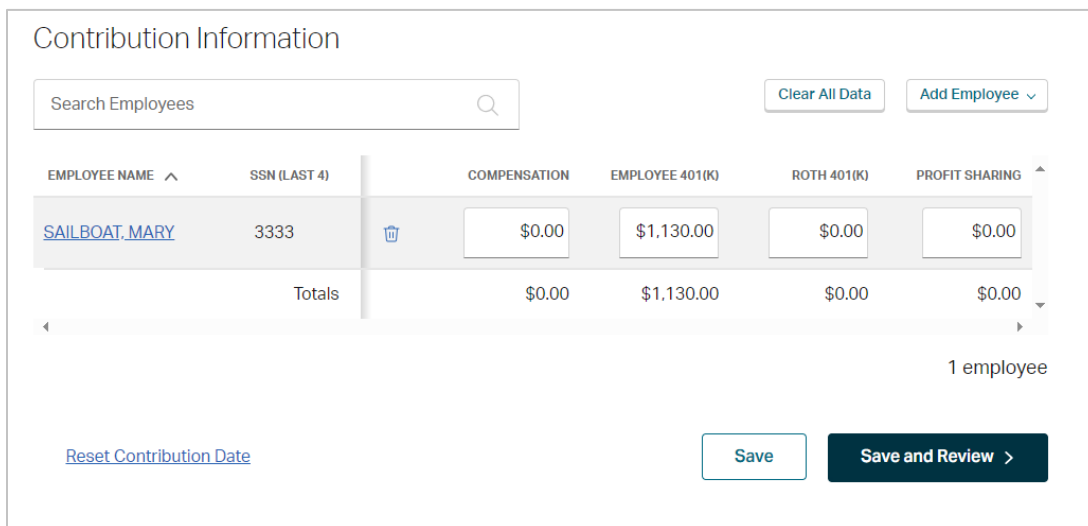 Contribution Information
Search Employees
Clear All Data
Add Employee
EMPLOYEE NAME SSN (LAST 4) COMPENSATION EMPLOYEE 401(K) ROTH 401(K) PROFIT SHARING
SAILBOAT, MARY 3333 $0.00 $1,130.00 $0.00 $0.00
Totals $0.00 $1,130.00 $0.00 $0.00
1 employee
Reset Contribution Date
Save
Save and Review